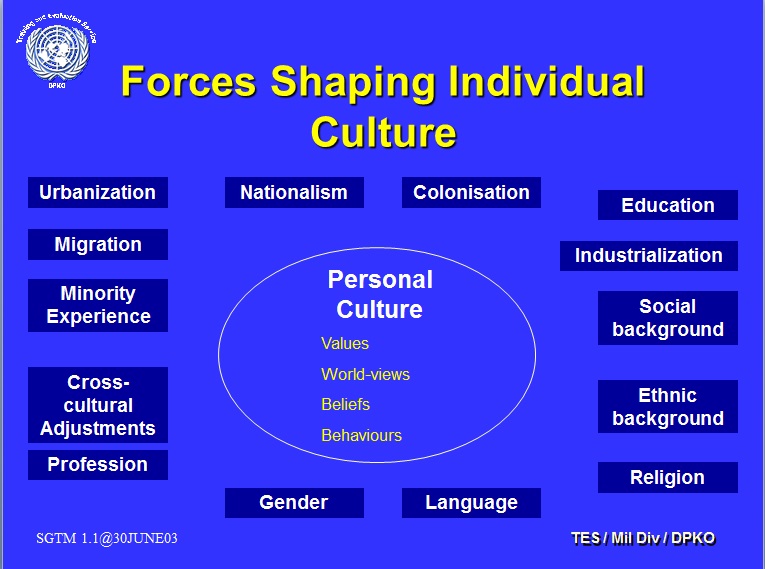 Training and Evaluation Service
DPKO
Forces Shaping Individual
Culture
Urbanization
Nationalism
Colonisation
Education
Migration
Industrialization
Minority
Experience
Social
background
Personal
Culture
Values
World-views
Beliefs
Behaviours
Cross-
cultural
Adjustments
Ethnic
background
Profession
Religion
Gender
Language
SGTM 1.1@30JUNE03
TES / Mil Div / DPKO